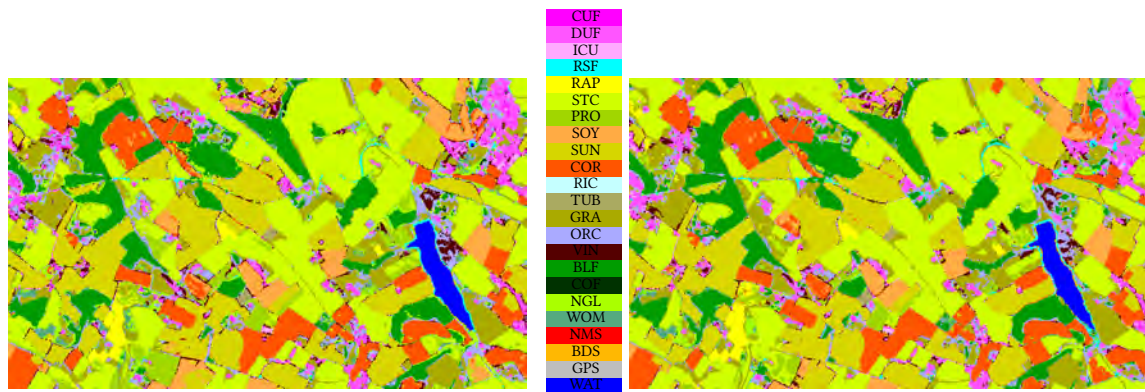 CUF
DUF
ICU
RSF
RAP
STC
PRO
SOY
SUN
COR
RIC
TUB
GRA
ORC
VIN
BLF
COF
NGL
WOM
NMS
BDS
GPS
WAT